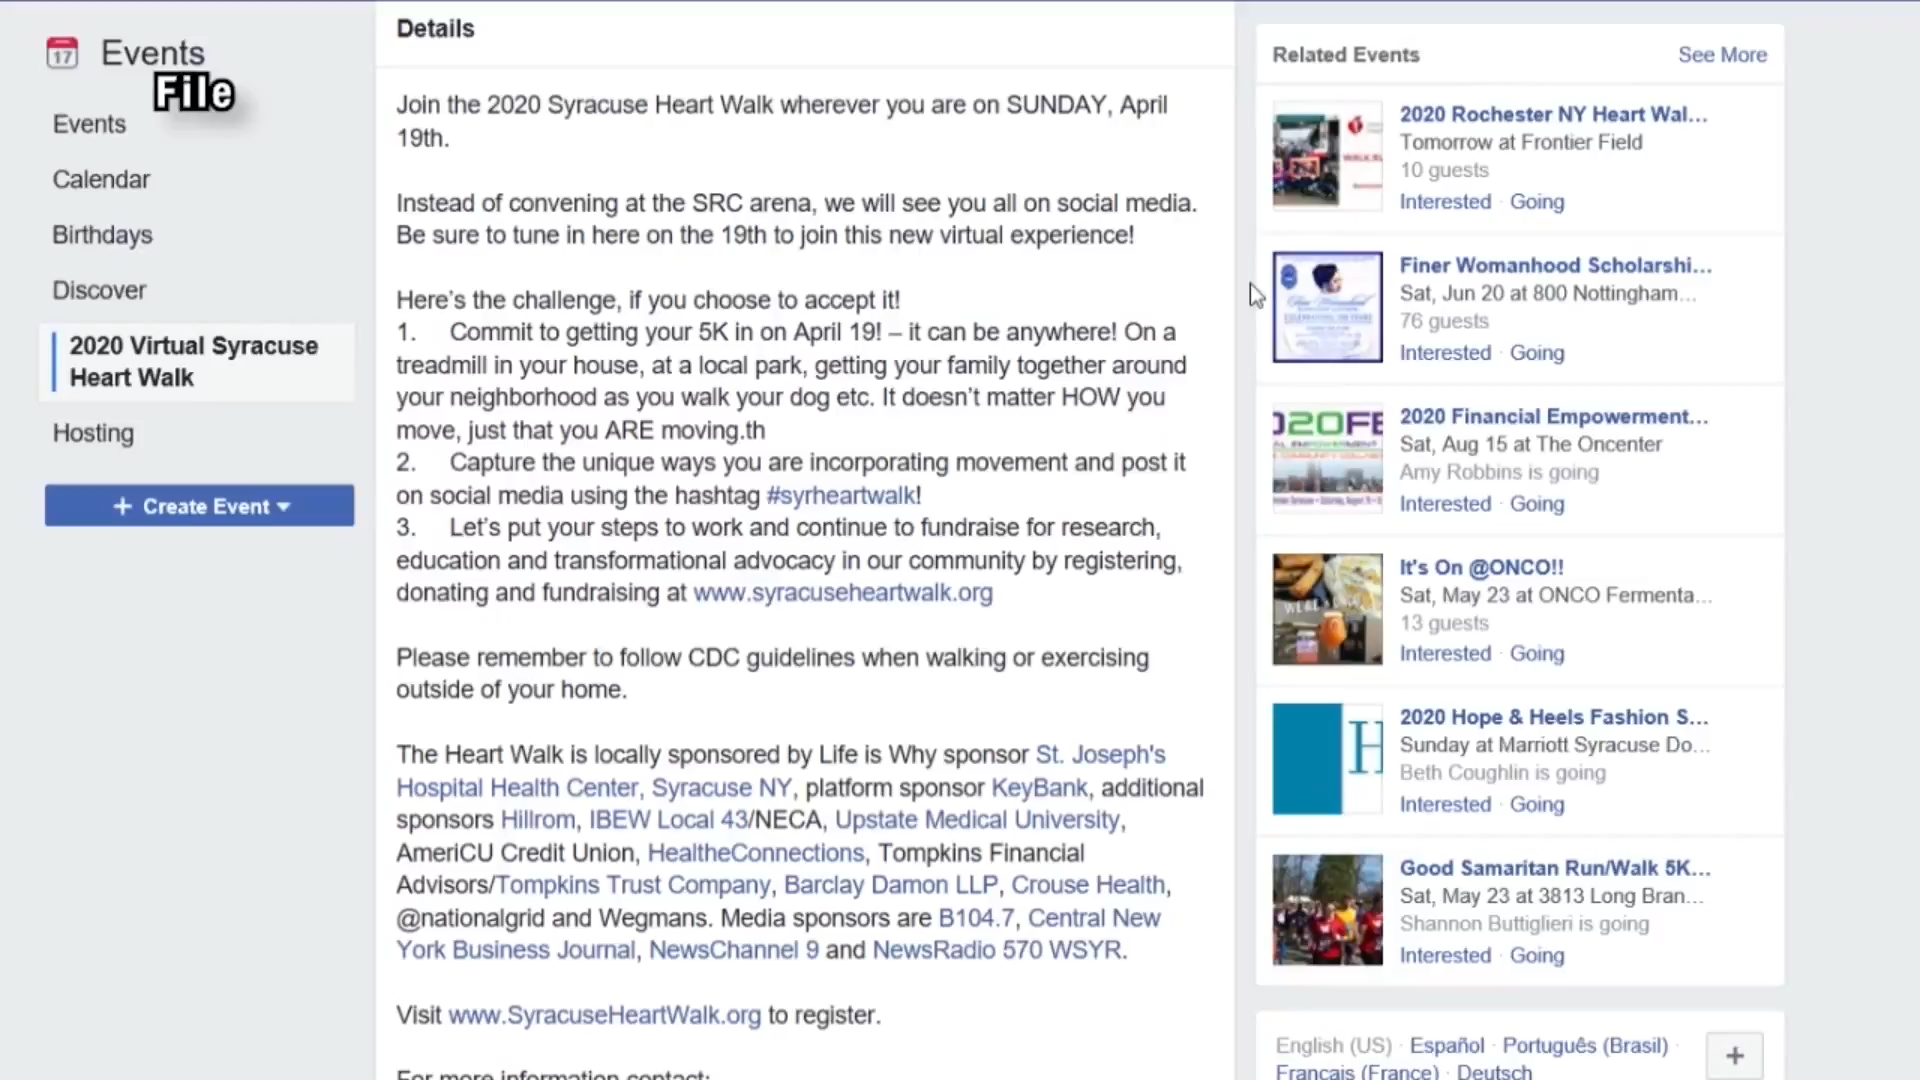 17 Events
File
Events
Calendar
Birthdays
Discover
2020 Virtual Syracuse
Heart Walk
Hosting
+ Create Event
Details
Join the 2020 Syracuse Heart Walk wherever you are on SUNDAY, April
19th.
Instead of convening at the SRC arena, we will see you all on social media.
Be sure to tune in here on the 19th to join this new virtual experience!
Here’s the challenge, if you choose to accept it!
1. Commit to getting your 5K in on April 19! – it can be anywhere! On a
treadmill in your house, at a local park, getting your family together around
your neighborhood as you walk your dog etc. It doesn’t matter HOW you
move, just that you ARE moving.th
2. Capture the unique ways you are incorporating movement and post it
on social media using the hashtag #syrheartwalk!
3. Let’s put your steps to work and continue to fundraise for research,
education and transformational advocacy in our community by registering,
donating and fundraising at www.syracuseheartwalk.org
Please remember to follow CDC guidelines when walking or exercising
outside of your home.
The Heart Walk is locally sponsored by Life is Why sponsor St. Joseph's
Hospital Health Center, Syracuse NY, platform sponsor KeyBank, additional
sponsors Hillrom, IBEW Local 43/NECA, Upstate Medical University,
AmeriCU Credit Union, HealtheConnections, Tompkins Financial
Advisors/Tompkins Trust Company, Barclay Damon LLP, Crouse Health,
@nationalgrid and Wegmans. Media sponsors are B104.7, Central New
York Business Journal, NewsChannel 9 and NewsRadio 570 WSYR.
Visit www.SyracuseHeartWalk.org to register.
For more information contact:
Related Events
See More
2020 Rochester NY Heart Wal...
Tomorrow at Frontier Field
10 guests
Interested · Going
Finer Womanhood Scholarshi...
Sat, Jun 20 at 800 Nottingham...
76 guests
Interested · Going
2020 Financial Empowerment...
Sat, Aug 15 at The Oncenter
Amy Robbins is going
Interested · Going
It's On @ONCO!!
Sat, May 23 at ONCO Fermenta...
13 guests
Interested · Going
2020 Hope & Heels Fashion S...
Sunday at Marriott Syracuse Do...
Beth Coughlin is going
Interested · Going
Good Samaritan Run/Walk 5K...
Sat, May 23 at 3813 Long Bran...
Shannon Buttiglieri is going
Interested · Going
English (US) · Español · Português (Brasil) ·
Français (France) · Deutsch
+